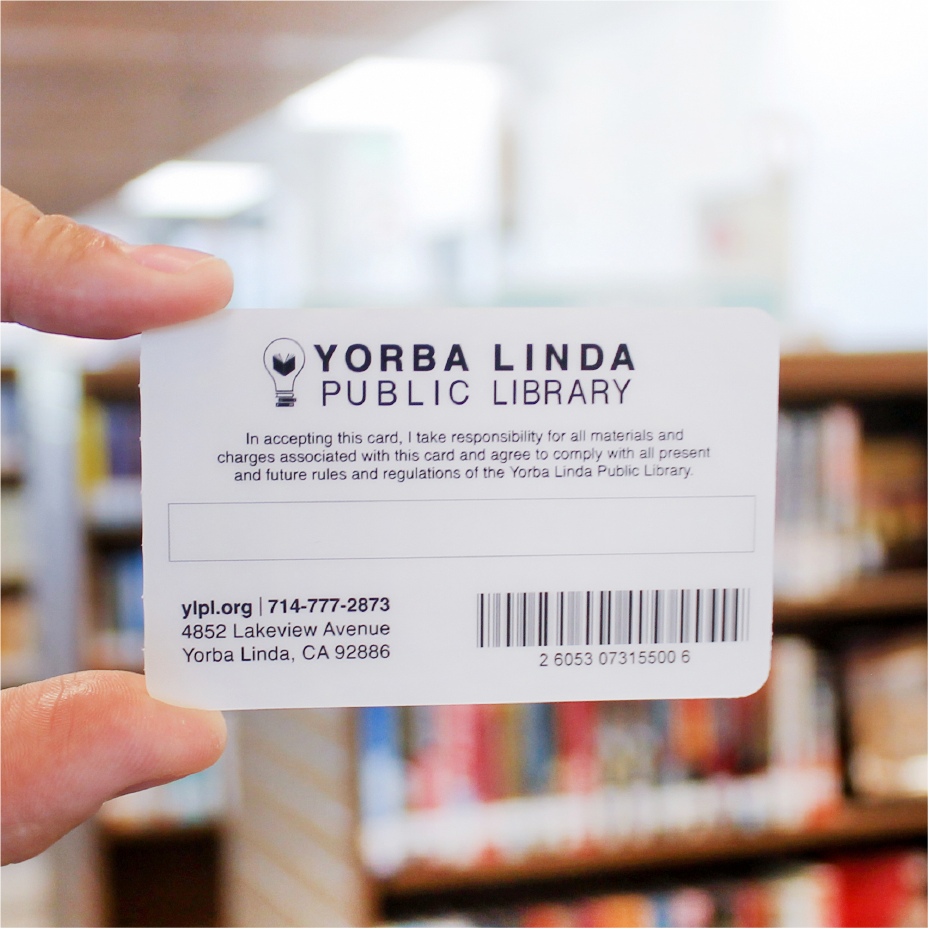 YORBA LINDA
PUBLIC LIBRARY
In accepting this card, I take responsibility for all materials and
charges associated with this card and agree to comply with all present
and future rules and regulations of the Yorba Linda Public Library.
ylpl.org | 714-777-2873
4852 Lakeview Avenue
Yorba Linda, CA 92886
2 6053 07315500 6